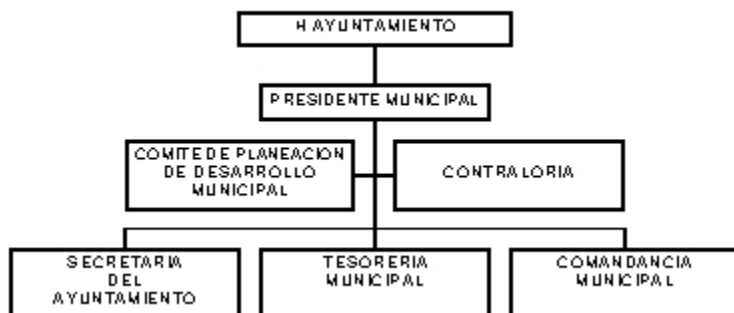 H AYUNTAMIENTO
PRESIDENTE MUNICIPAL
COMITE DE PLANEACION
DE DESARROLLO
MUNICIPAL
CONTRALORIA
SECRETARIA
DEL
AYUNTAMIENTO
TESORERIA
MUNICIPAL
COMANDANCIA
MUNICIPAL